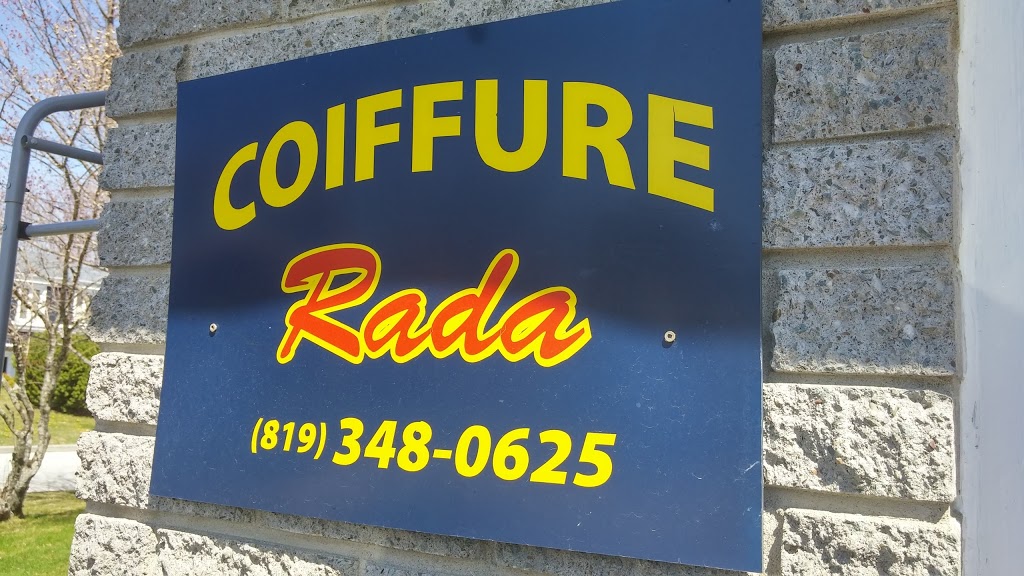 COIFFURE
Rada
(819) 348-0625